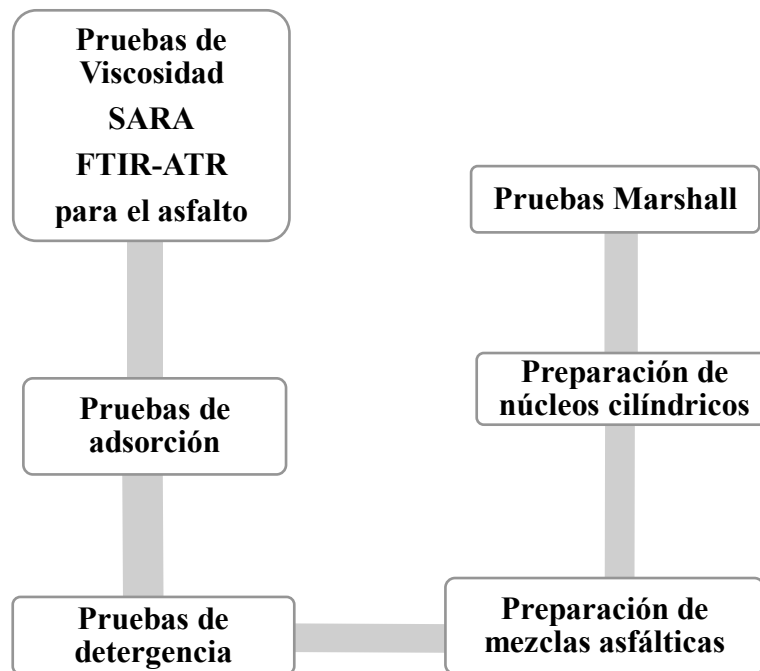 Pruebas de
Viscosidad
SARA
FTIR-ATR
para el asfalto
Pruebas de
adsorción
Pruebas de
detergencia
Preparación de
mezclas asfálticas
Preparación de
núcleos cilíndricos
Pruebas Marshall